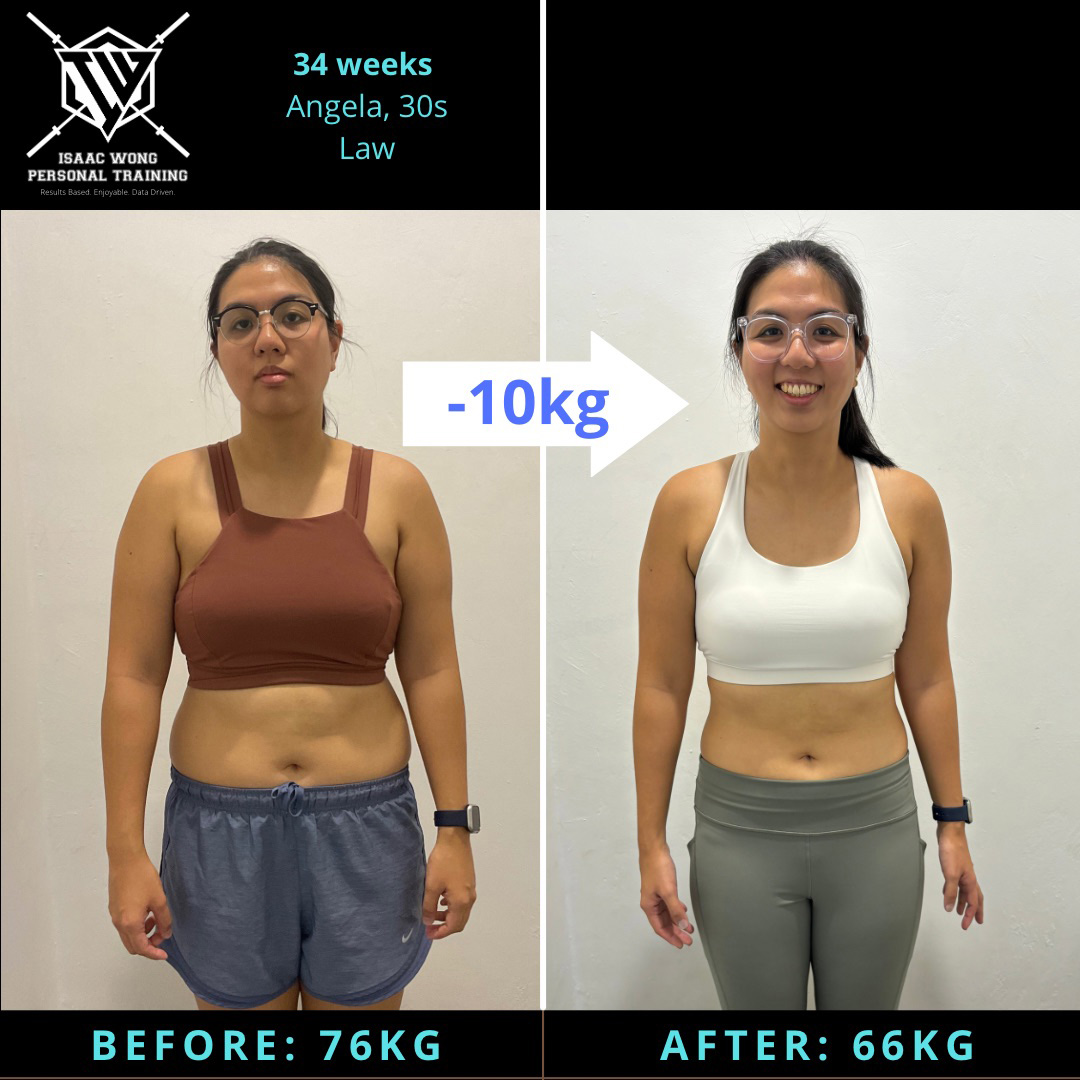 34 weeks
Angela, 30s
Law
ISAAC WONG
PERSONAL TRAINING
Results Based. Enjoyable. Data Driven.
-10kg
BEFORE: 76KG
AFTER: 66KG